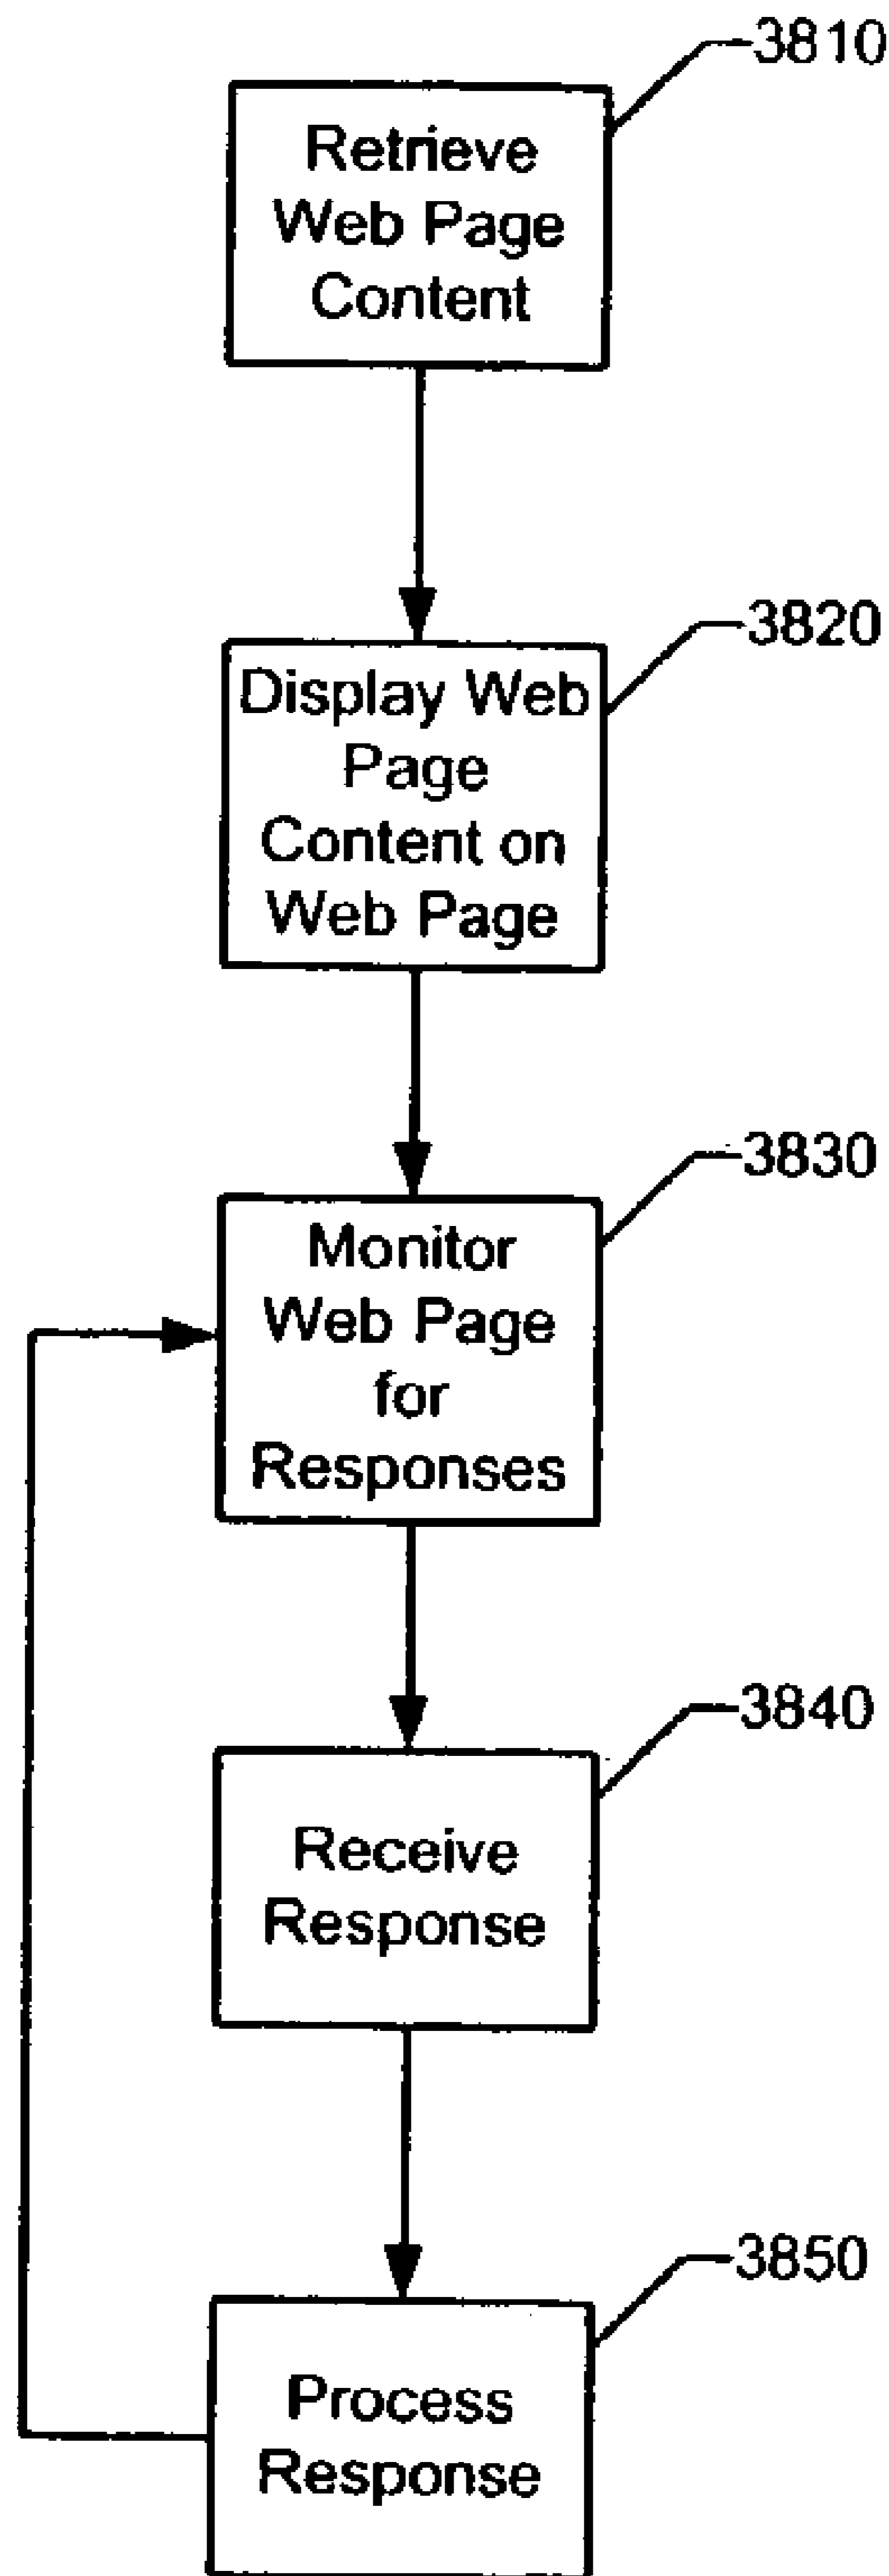 3810
Retrieve
Web Page
Content
3820
Display Web
Page
Content on
Web Page
3830
Monitor
Web Page
for
Responses
3840
Receive
Response
3850
Process
Response